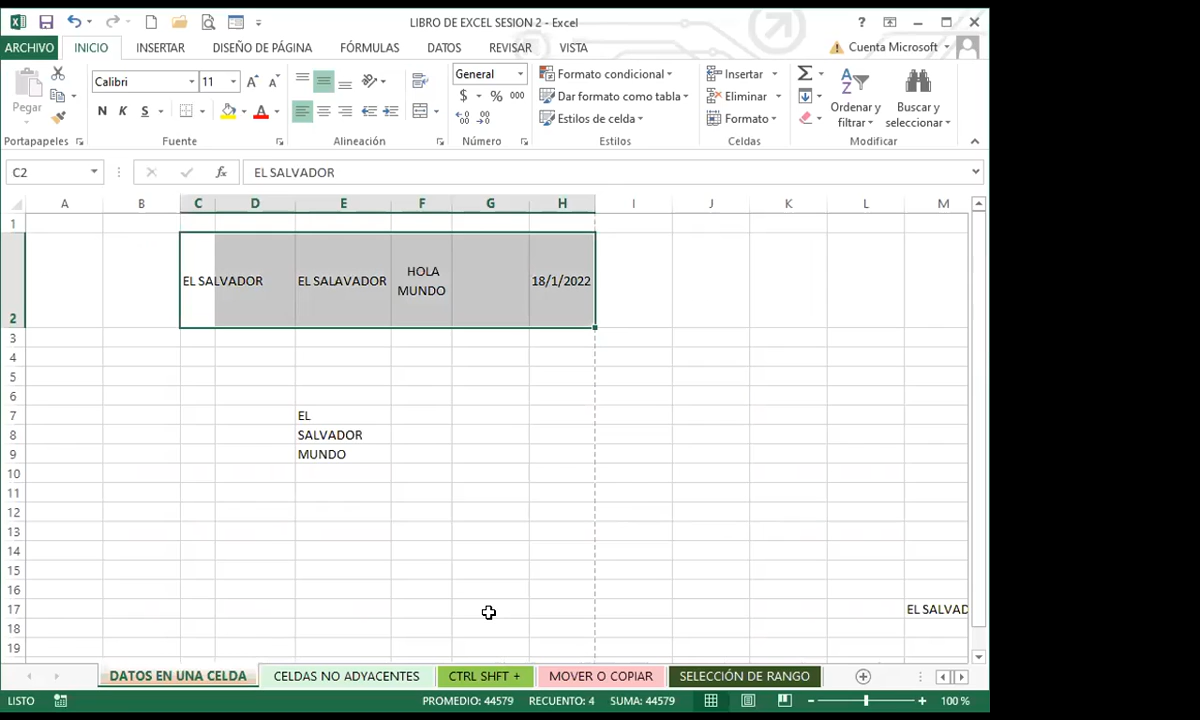 LIBRO DE EXCEL SESION 2 - Excel
?
ARCHIVO INICIO INSERTAR DISEÑO DE PÁGINA FÓRMULAS DATOS REVISAR VISTA Cuenta Microsoft
Pegar
Calibri 11 A A
N K S A
General
$ % 000
Formato condicional
Dar formato como tabla
Estilos de celda
Insertar
Eliminar
Formato
Σ
Ordenar y filtrar
Buscar y seleccionar
Portapapeles Fuente Alineación Número Estilos Celdas Modificar
C2 fx EL SALVADOR
A B C D E F G H I J K L M
1
2 EL SALVADOR EL SALAVADOR HOLA MUNDO 18/1/2022
3
4
5
6
7 EL
8 SALVADOR
9 MUNDO
10
11
12
13
14
15
16
17 EL SALVAD
18
19
DATOS EN UNA CELDA CELDAS NO ADYACENTES CTRL SHFT + MOVER O COPIAR SELECCIÓN DE RANGO
LISTO PROMEDIO: 44579 RECUENTO: 4 SUMA: 44579 100 %